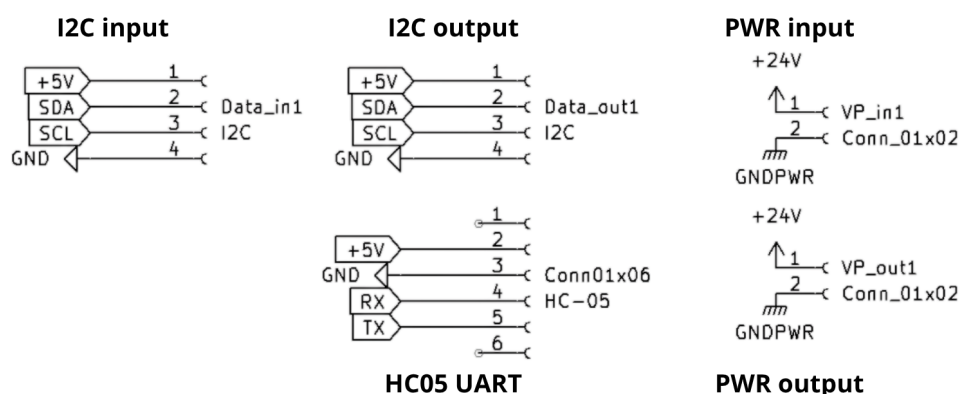 I2C input
+5V 1
SDA 2 Data_in1
SCL 3 I2C
GND 4
I2C output
+5V 1
SDA 2 Data_out1
SCL 3 I2C
GND 4
PWR input
+24V
1 VP_in1
2 Conn_01x02
GNDPWR
1
+5V 2
GND 3 Conn01x06
RX 4 HC-05
TX 5
6
HC05 UART
+24V
1 VP_out1
2 Conn_01x02
GNDPWR
PWR output